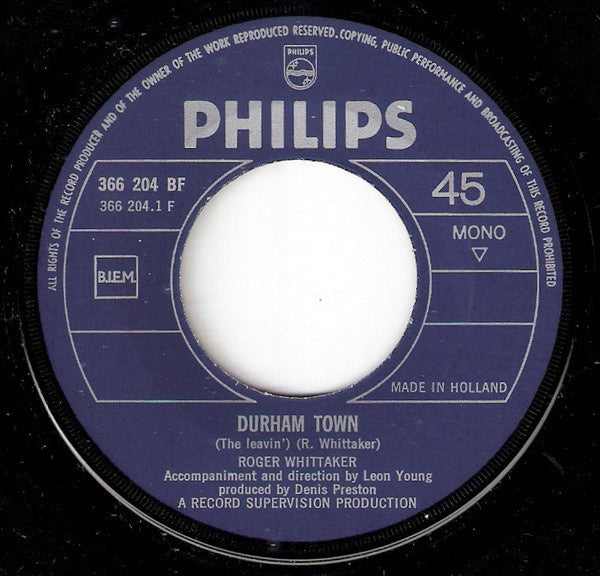 ALL RIGHTS OF THE RECORD PRODUCER AND OF THE OWNER OF THE WORK REPRODUCED RESERVED. COPYING, PUBLIC PERFORMANCE AND BROADCASTING OF THIS RECORD PROHIBITED
PHILIPS
PHILIPS
366 204 BF
366 204.1 F
45
MONO
B.I.E.M.
MADE IN HOLLAND
DURHAM TOWN
(The leavin') (R. Whittaker)
ROGER WHITTAKER
Accompaniment and direction by Leon Young
produced by Denis Preston
A RECORD SUPERVISION PRODUCTION